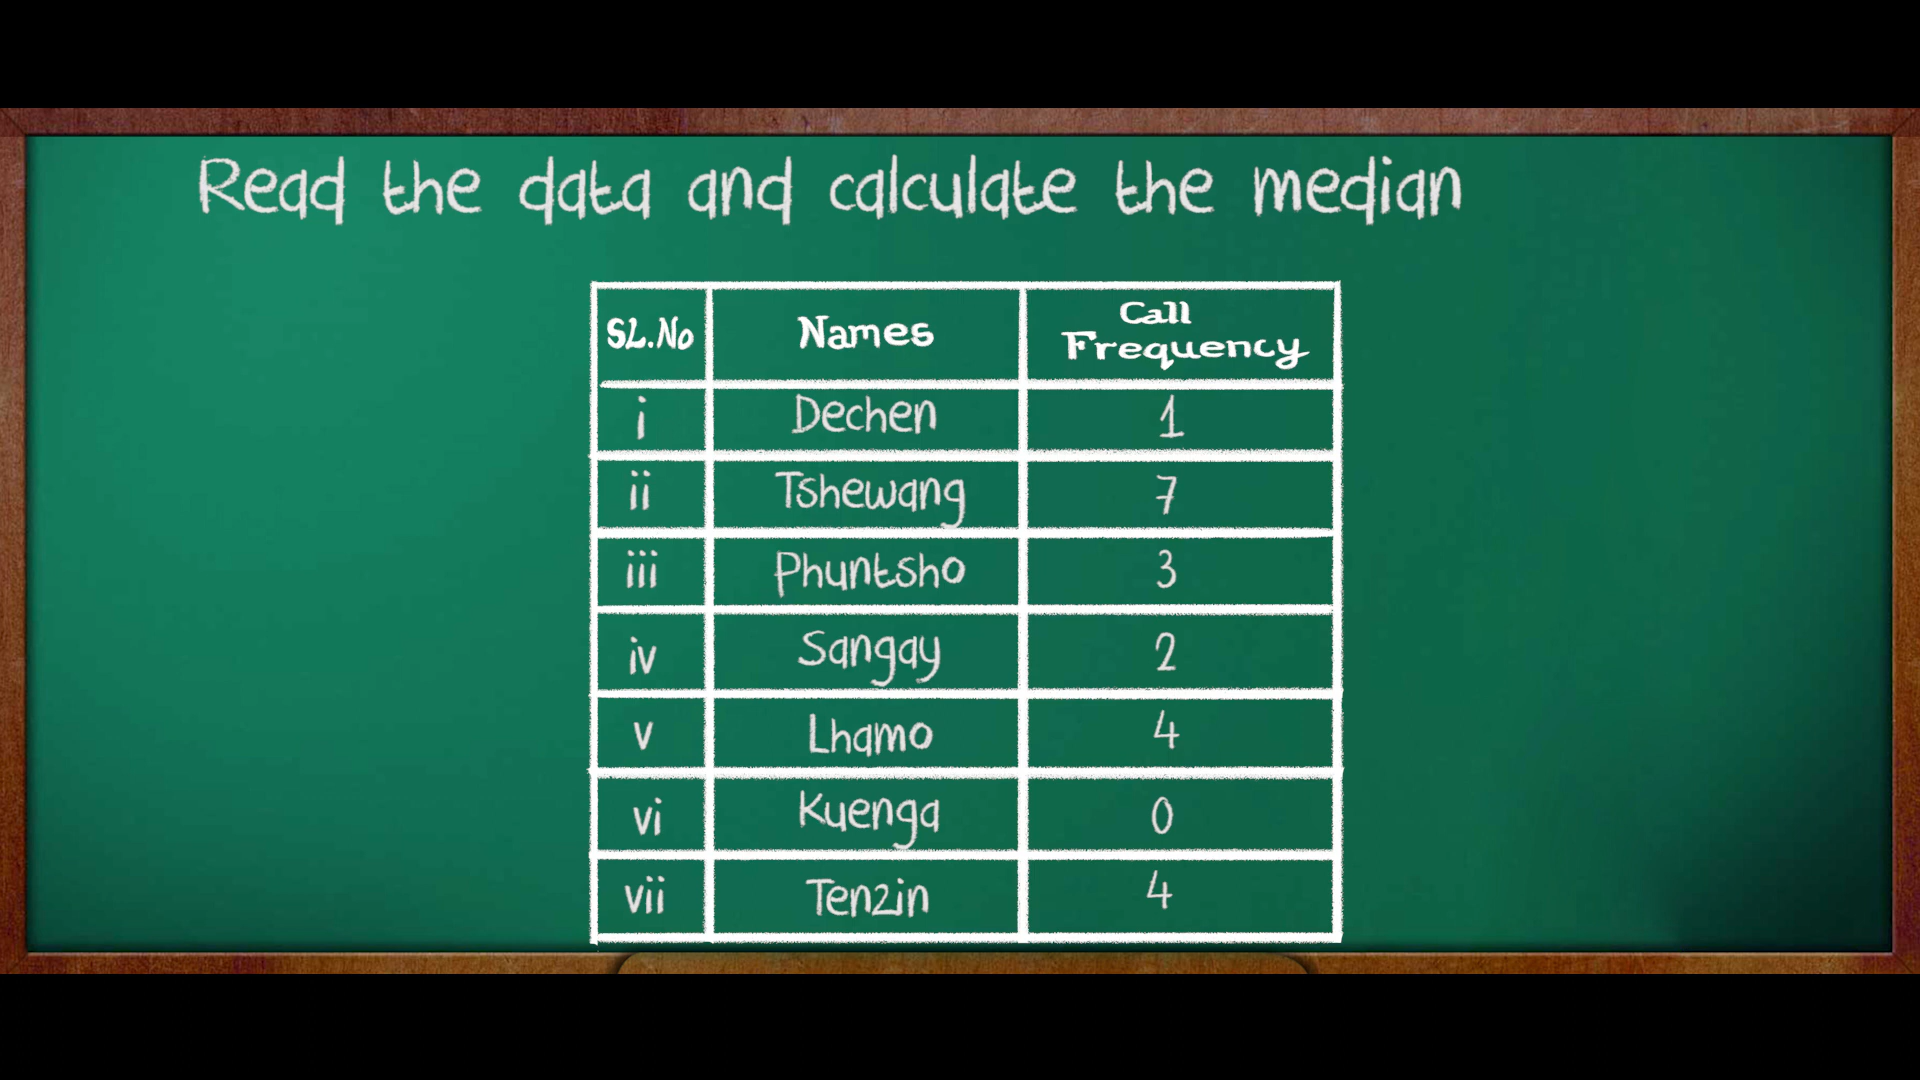 Read the data and calculate the median
SL.No Names Call Frequency
i Dechen 1
ii Tshewang 7
iii Phuntsho 3
iv Sangay 2
v Lhamo 4
vi Kuenga 0
vii Tenzin 4